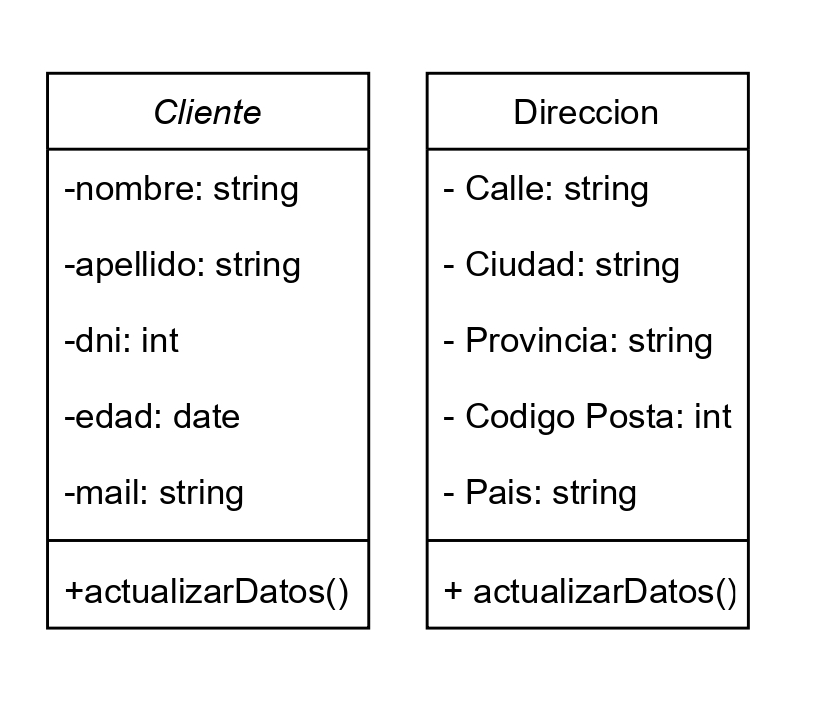 Cliente
-nombre: string
-apellido: string
-dni: int
-edad: date
-mail: string
+actualizarDatos()
Direccion
- Calle: string
- Ciudad: string
- Provincia: string
- Codigo Posta: int
- Pais: string
+ actualizarDatos()